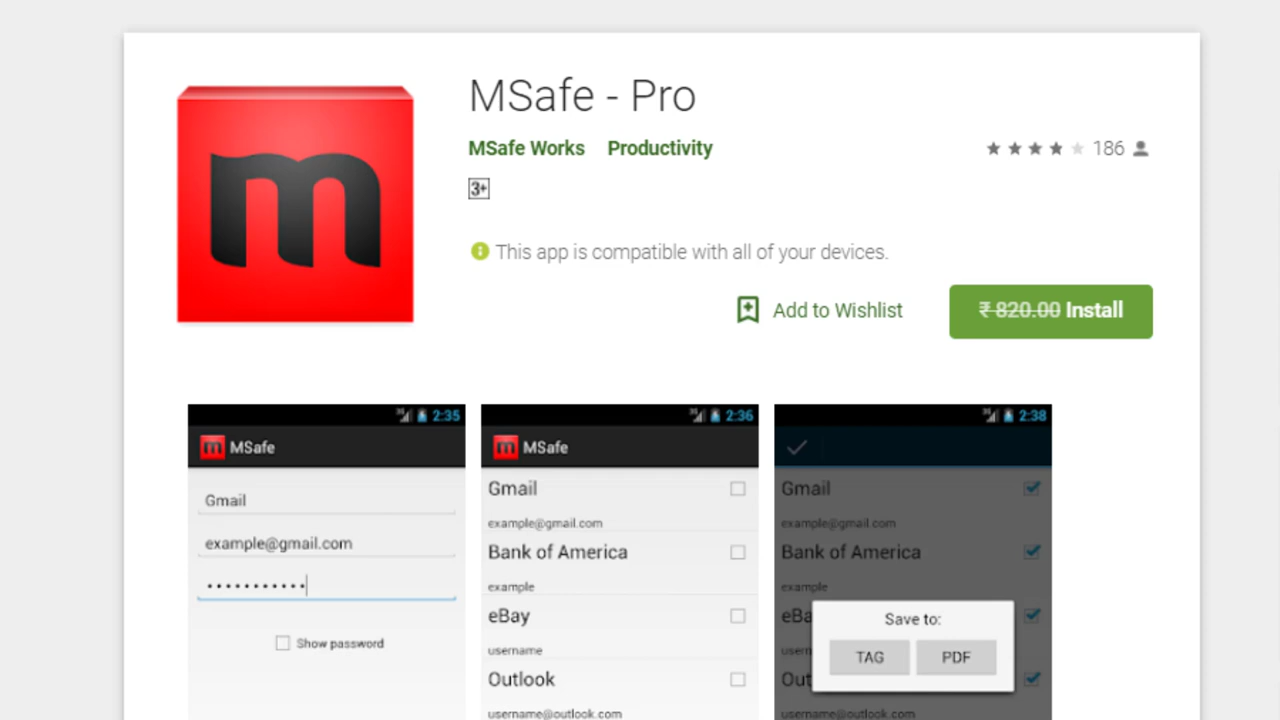 MSafe - Pro
MSafe Works Productivity
186
3+
This app is compatible with all of your devices.
Add to Wishlist
₹ 820.00 Install
m
2:35
m MSafe
Gmail
example@gmail.com
Show password
2:36
m MSafe
Gmail
example@gmail.com
Bank of America
example
eBay
username
Outlook
username@outlook.com
2:38
Gmail
example@gmail.com
Bank of America
example
eBa
usern
Out
username@outlook.com
Save to:
TAG PDF